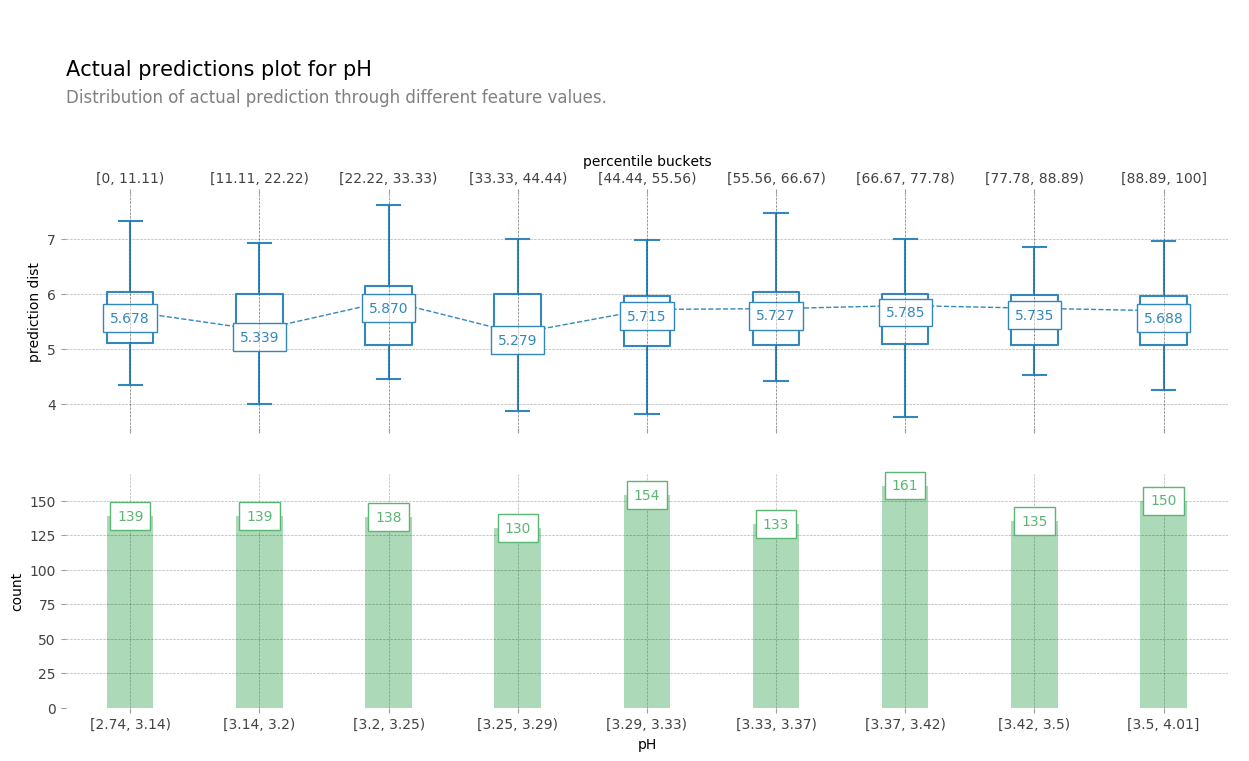 Actual predictions plot for pH
Distribution of actual prediction through different feature values.
percentile buckets
[0, 11.11) [11.11, 22.22) [22.22, 33.33) [33.33, 44.44) [44.44, 55.56) [55.56, 66.67) [66.67, 77.78) [77.78, 88.89) [88.89, 100]
prediction dist
7
6
5
4
5.678 5.339 5.870 5.279 5.715 5.727 5.785 5.735 5.688
count
150
125
100
75
50
25
0
139 139 138 130 154 133 161 135 150
[2.74, 3.14) [3.14, 3.2) [3.2, 3.25) [3.25, 3.29) [3.29, 3.33) [3.33, 3.37) [3.37, 3.42) [3.42, 3.5) [3.5, 4.01]
pH